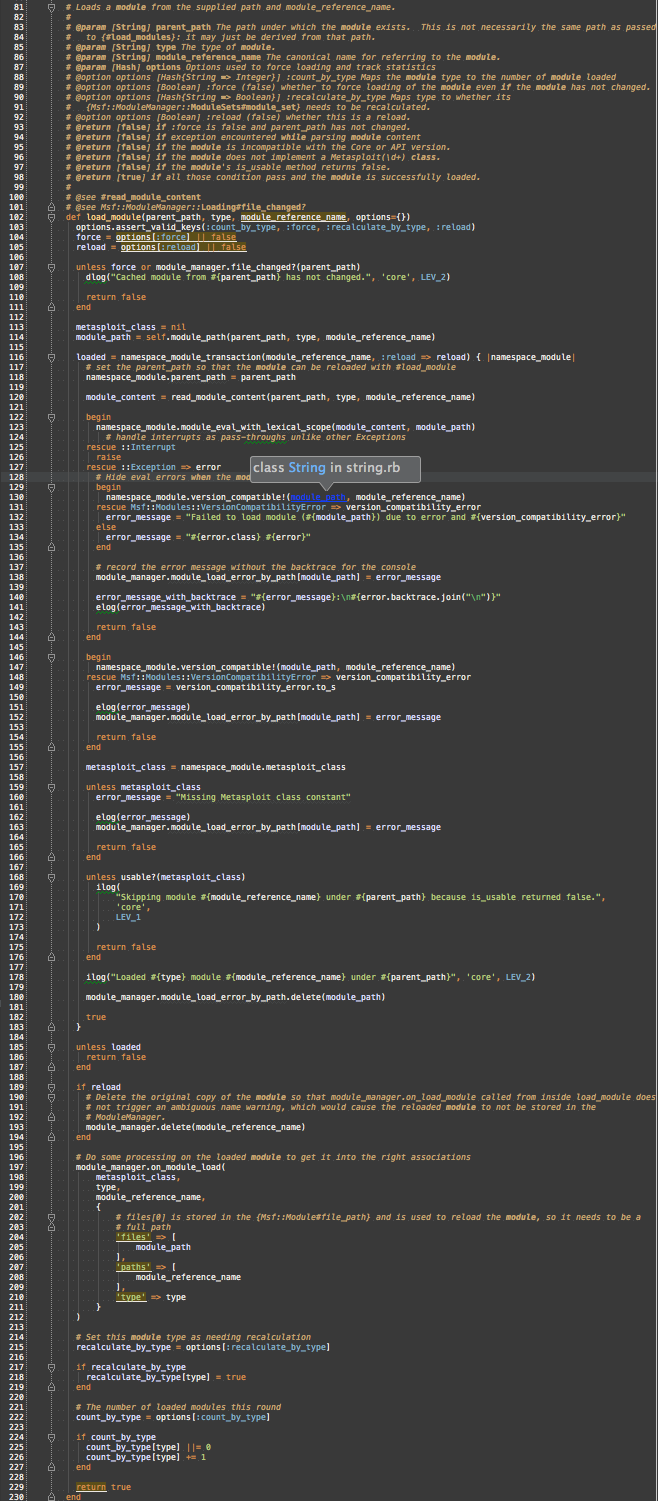 81 # Loads a module from the supplied path and module_reference_name.
82 #
83 # @param [String] parent_path The path under which the module exists.  This is not necessarily the same path as passed
84 #   to {#load_modules}: it may just be derived from that path.
85 # @param [String] type The type of module.
86 # @param [String] module_reference_name The canonical name for referring to the module.
87 # @param [Hash] options Options used to force loading and track statistics
88 # @option options [Hash{String => Integer}] :count_by_type Maps the module type to the number of module loaded
89 # @option options [Boolean] :force (false) whether to force loading of the module even if the module has not changed.
90 # @option options [Hash{String => Boolean}] :recalculate_by_type Maps type to whether its
91 #   {Msf::ModuleManager::ModuleSets#module_set} needs to be recalculated.
92 # @option options [Boolean] :reload (false) whether this is a reload.
93 # @return [false] if :force is false and parent_path has not changed.
94 # @return [false] if exception encountered while parsing module content
95 # @return [false] if the module is incompatible with the Core or API version.
96 # @return [false] if the module does not implement a Metasploit(\d+) class.
97 # @return [false] if the module's is_usable method returns false.
98 # @return [true] if all those condition pass and the module is successfully loaded.
99 #
100 # @see #read_module_content
101 # @see Msf::ModuleManager::Loading#file_changed?
102 def load_module(parent_path, type, module_reference_name, options={})
103   options.assert_valid_keys(:count_by_type, :force, :recalculate_by_type, :reload)
104   force = options[:force] || false
105   reload = options[:reload] || false
106
107   unless force or module_manager.file_changed?(parent_path)
108     dlog("Cached module from #{parent_path} has not changed.", 'core', LEV_2)
109
110     return false
111   end
112
113   metasploit_class = nil
114   module_path = self.module_path(parent_path, type, module_reference_name)
115
116   loaded = namespace_module_transaction(module_reference_name, :reload => reload) { |namespace_module|
117     # set the parent_path so that the module can be reloaded with #load_module
118     namespace_module.parent_path = parent_path
119
120     module_content = read_module_content(parent_path, type, module_reference_name)
121
122     begin
123       namespace_module.module_eval_with_lexical_scope(module_content, module_path)
124         # handle interrupts as pass-throughs unlike other Exceptions
125     rescue ::Interrupt
126       raise
127     rescue ::Exception => error
class String in string.rb
128       # Hide eval errors when the
129       begin
130         namespace_module.version_compatible!(module_path, module_reference_name)
131       rescue Msf::Modules::VersionCompatibilityError => version_compatibility_error
132         error_message = "Failed to load module (#{module_path}) due to error and #{version_compatibility_error}"
133       else
134         error_message = "#{error.class} #{error}"
135       end
136
137       # record the error message without the backtrace for the console
138       module_manager.module_load_error_by_path[module_path] = error_message
139
140       error_message_with_backtrace = "#{error_message}:\n#{error.backtrace.join("\n")}"
141       elog(error_message_with_backtrace)
142
143       return false
144     end
145
146     begin
147       namespace_module.version_compatible!(module_path, module_reference_name)
148     rescue Msf::Modules::VersionCompatibilityError => version_compatibility_error
149       error_message = version_compatibility_error.to_s
150
151       elog(error_message)
152       module_manager.module_load_error_by_path[module_path] = error_message
153
154       return false
155     end
156
157     metasploit_class = namespace_module.metasploit_class
158
159     unless metasploit_class
160       error_message = "Missing Metasploit class constant"
161
162       elog(error_message)
163       module_manager.module_load_error_by_path[module_path] = error_message
164
165       return false
166     end
167
168     unless usable?(metasploit_class)
169       ilog(
170           "Skipping module #{module_reference_name} under #{parent_path} because is_usable returned false.",
171           'core',
172           LEV_1
173       )
174
175       return false
176     end
177
178     ilog("Loaded #{type} module #{module_reference_name} under #{parent_path}", 'core', LEV_2)
179
180     module_manager.module_load_error_by_path.delete(module_path)
181
182     true
183   }
184
185   unless loaded
186     return false
187   end
188
189   if reload
190     # Delete the original copy of the module so that module_manager.on_load_module called from inside load_module does
191     # not trigger an ambiguous name warning, which would cause the reloaded module to not be stored in the
192     # ModuleManager.
193     module_manager.delete(module_reference_name)
194   end
195
196   # Do some processing on the loaded module to get it into the right associations
197   module_manager.on_module_load(
198       metasploit_class,
199       type,
200       module_reference_name,
201       {
202           # files[0] is stored in the {Msf::Module#file_path} and is used to reload the module, so it needs to be a
203           # full path
204           'files' => [
205               module_path
206           ],
207           'paths' => [
208               module_reference_name
209           ],
210           'type' => type
211       }
212   )
213
214   # Set this module type as needing recalculation
215   recalculate_by_type = options[:recalculate_by_type]
216
217   if recalculate_by_type
218     recalculate_by_type[type] = true
219   end
220
221   # The number of loaded modules this round
222   count_by_type = options[:count_by_type]
223
224   if count_by_type
225     count_by_type[type] ||= 0
226     count_by_type[type] += 1
227   end
228
229   return true
230 end